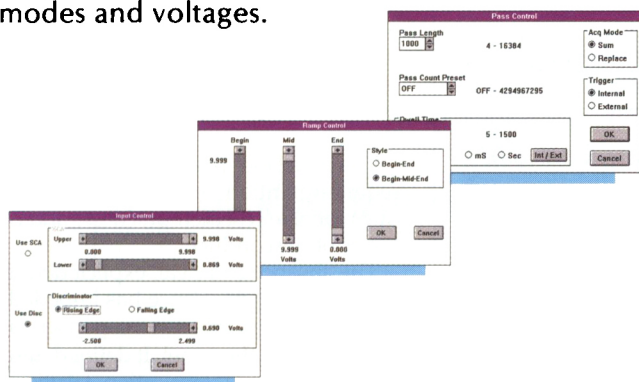 modes and voltages.
Pass Control
Pass Length
1000
4 - 16384
Pass Count Preset
OFF
OFF - 4294967295
Dwell Time
5 - 1500
mS
Sec
Int / Ext
Acq Mode
Sum
Replace
Trigger
Internal
External
OK
Cancel
Ramp Control
Begin
Mid
End
9.999
9.999
Volts
0.000
Volts
Style
Begin-End
Begin-Mid-End
OK
Cancel
Input Control
Use SCA
Upper
9.998
Volts
0.000
9.998
Lower
0.069
Volts
Use Disc
Discriminator
Rising Edge
Falling Edge
0.698
Volts
-2.500
2.499
OK
Cancel